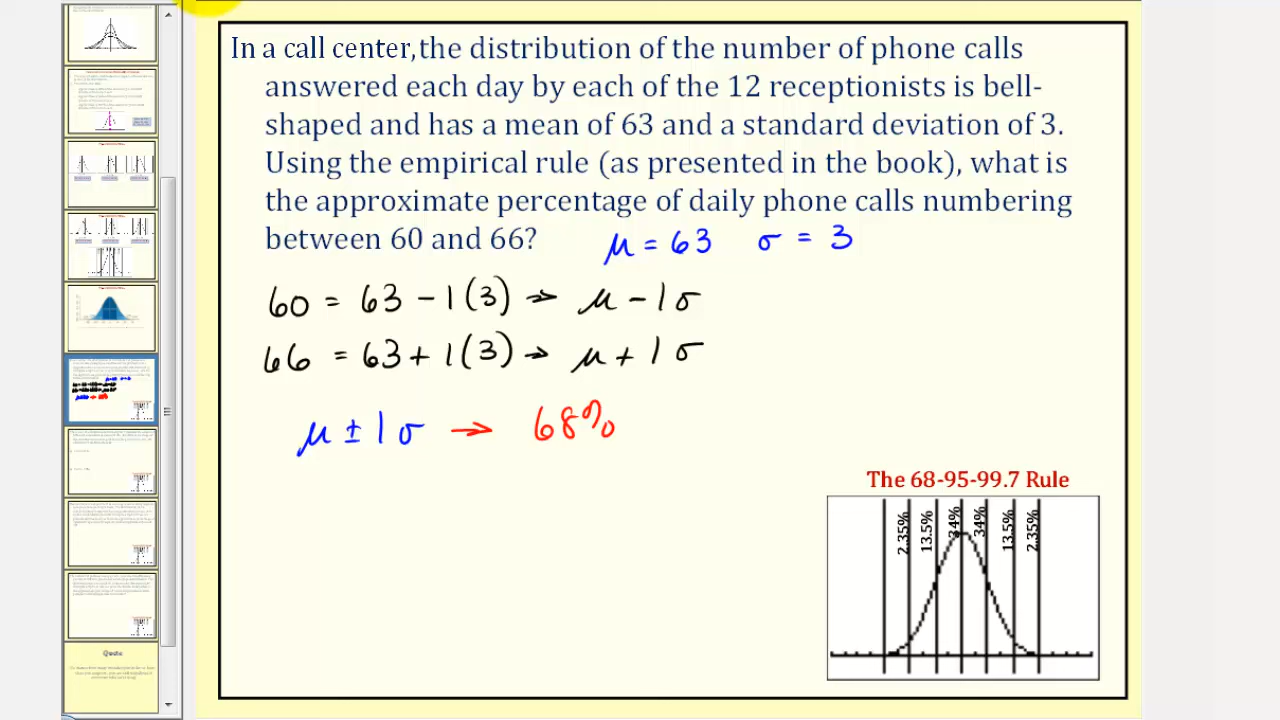 In a call center, the distribution of the number of phone calls
answered each day by each of the 12 receptionists is bell-
shaped and has a mean of 63 and a standard deviation of 3.
Using the empirical rule (as presented in the book), what is
the approximate percentage of daily phone calls numbering
between 60 and 66? μ = 63 σ = 3
60 = 63 - 1(3) → μ - 1σ
66 = 63 + 1(3) → μ + 1σ
μ ± 1σ → 68%
The 68-95-99.7 Rule
2.35% 13.5% 34% 34% 13.5% 2.35%
Quote